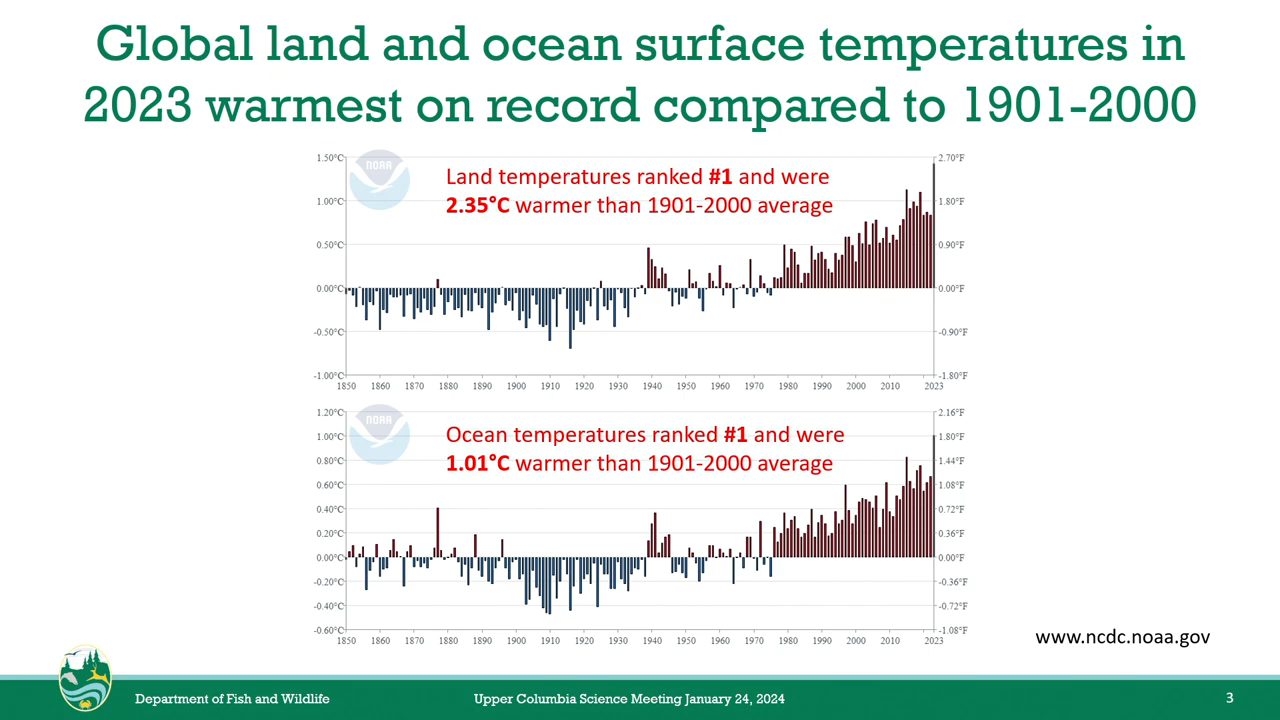 Global land and ocean surface temperatures in
2023 warmest on record compared to 1901-2000
NOAA
Land temperatures ranked #1 and were
2.35°C warmer than 1901-2000 average
1.50°C
1.00°C
0.50°C
0.00°C
-0.50°C
-1.00°C
2.70°F
1.80°F
0.90°F
0.00°F
-0.90°F
-1.80°F
1850 1860 1870 1880 1890 1900 1910 1920 1930 1940 1950 1960 1970 1980 1990 2000 2010 2023
NOAA
Ocean temperatures ranked #1 and were
1.01°C warmer than 1901-2000 average
1.20°C
1.00°C
0.80°C
0.60°C
0.40°C
0.20°C
0.00°C
-0.20°C
-0.40°C
-0.60°C
2.16°F
1.80°F
1.44°F
1.08°F
0.72°F
0.36°F
0.00°F
-0.36°F
-0.72°F
-1.08°F
1850 1860 1870 1880 1890 1900 1910 1920 1930 1940 1950 1960 1970 1980 1990 2000 2010 2023
www.ncdc.noaa.gov
Department of Fish and Wildlife
Upper Columbia Science Meeting January 24, 2024
3